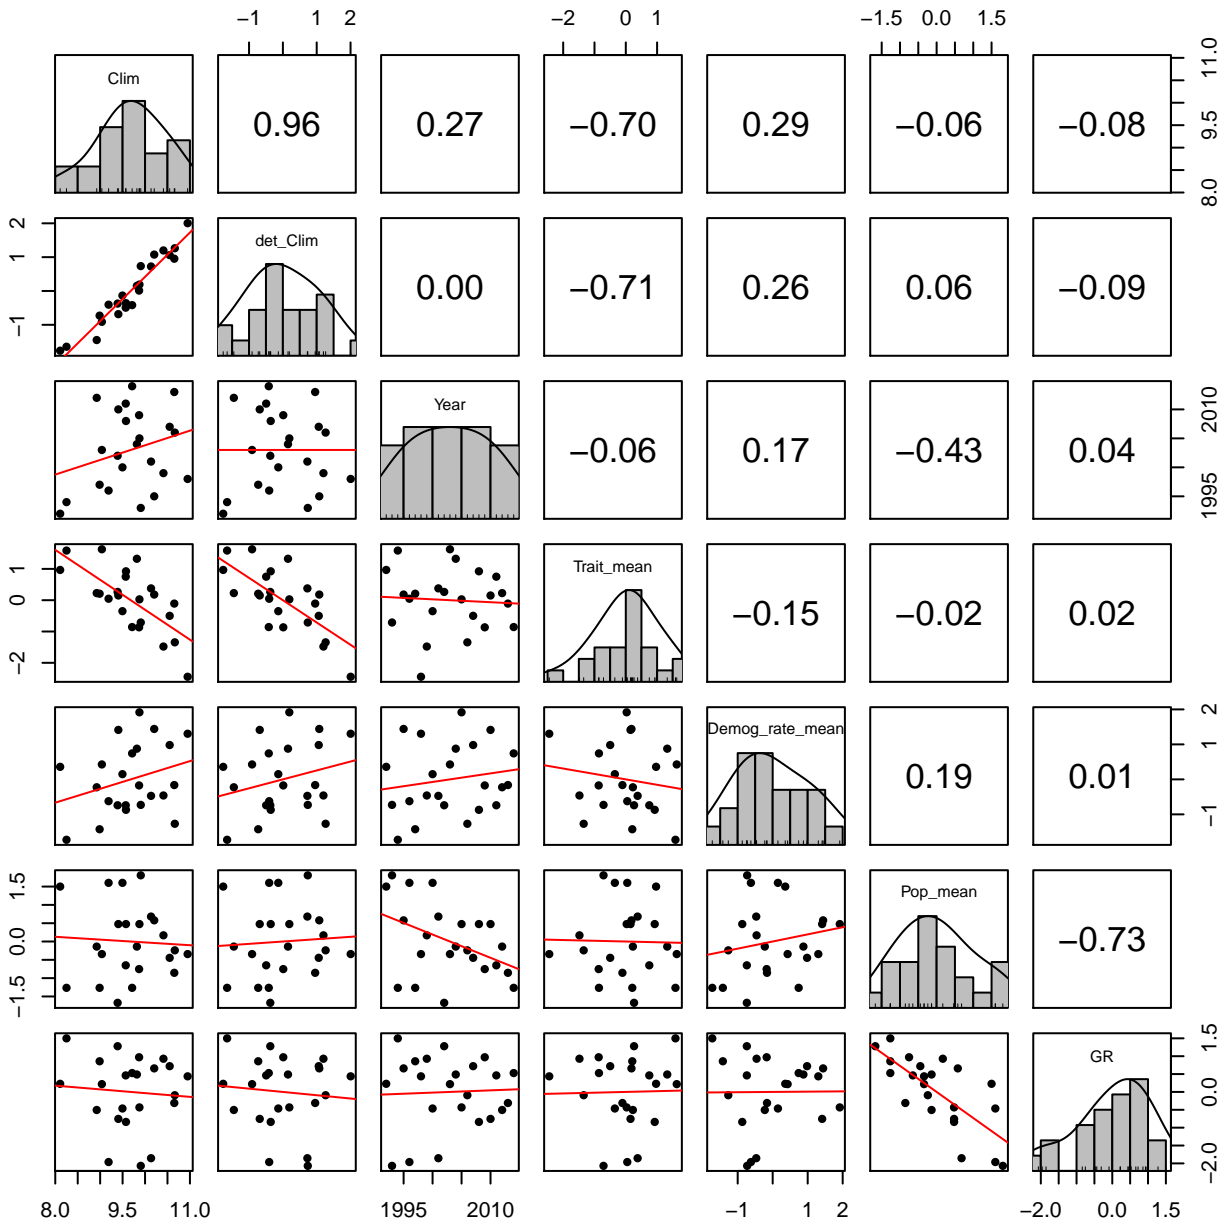 −1 1 2 −2 0 1 −1.5 0.0 1.5
Clim 0.96 0.27 −0.70 0.29 −0.06 −0.08 8.0 9.5 11.0
−1 1 2 det_Clim 0.00 −0.71 0.26 0.06 −0.09
Year −0.06 0.17 −0.43 0.04 1995 2010
−2 0 1 Trait_mean −0.15 −0.02 0.02
Demog_rate_mean 0.19 0.01 −1 1 2
−1.5 0.0 1.5 Pop_mean −0.73
GR −2.0 0.0 1.5
8.0 9.5 11.0 1995 2010 −1 1 2 −2.0 0.0 1.5